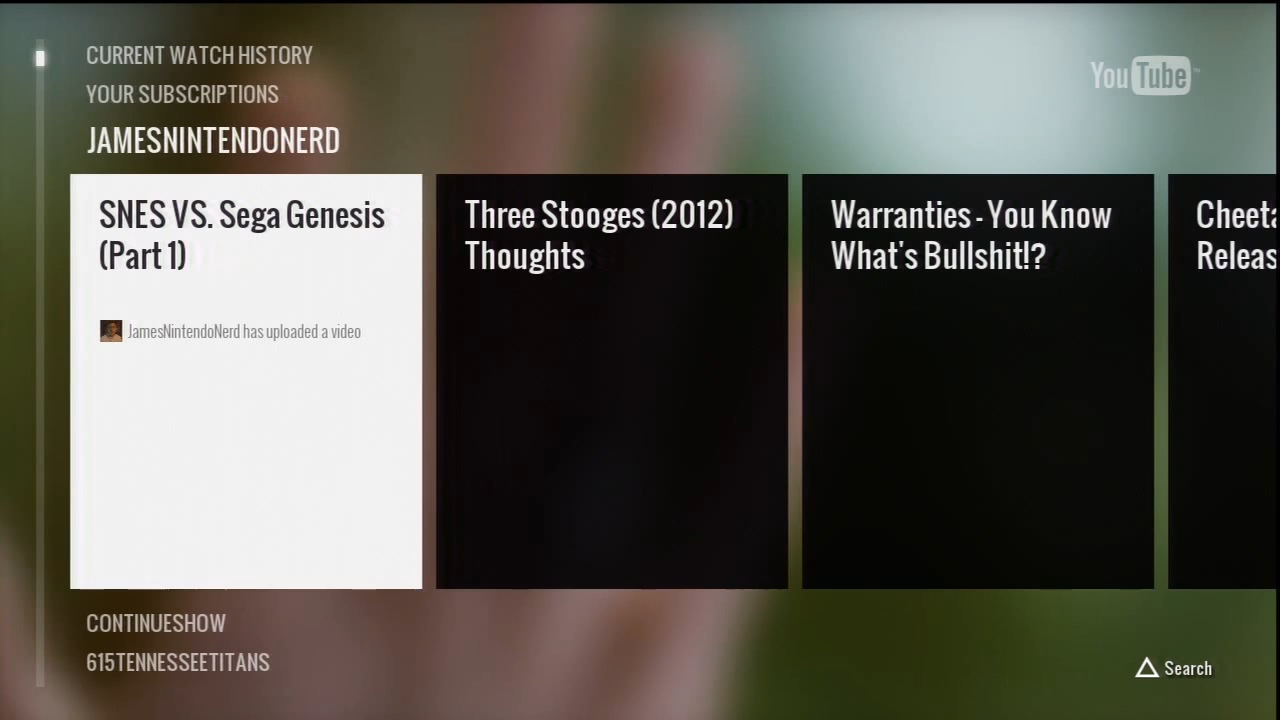 CURRENT WATCH HISTORY
YOUR SUBSCRIPTIONS
YouTube
JAMESNINTENDONERD
SNES VS. Sega Genesis
(Part 1)
JamesNintendoNerd has uploaded a video
Three Stooges (2012)
Thoughts
Warranties - You Know
What's Bullshit!?
CONTINUESHOW
615TENNESSEETITANS
Search